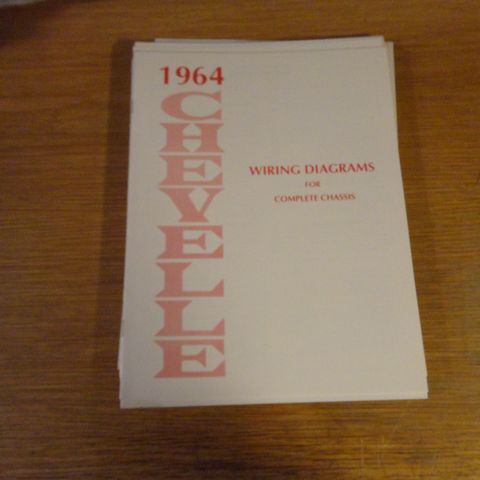 1964
CHEVELLE
WIRING DIAGRAMS
FOR
COMPLETE CHASSIS